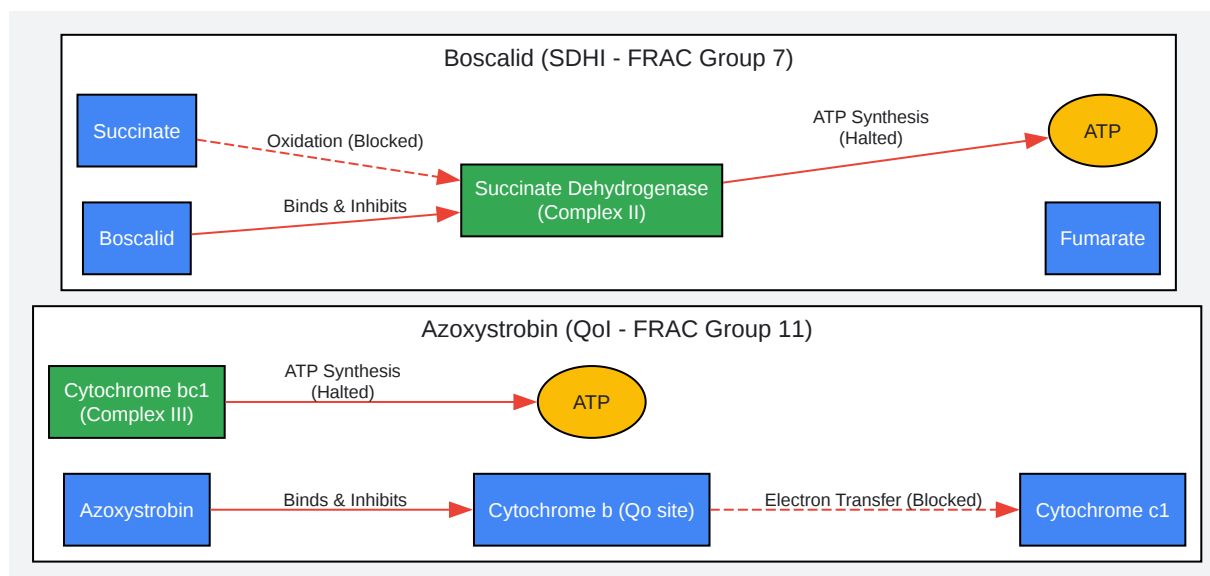 Boscalid (SDHI - FRAC Group 7)
Succinate
Oxidation (Blocked)
ATP Synthesis
(Halted)
ATP
Succinate Dehydrogenase
(Complex II)
Boscalid
Binds & Inhibits
Fumarate
Azoxystrobin (QoI - FRAC Group 11)
Cytochrome bc1
(Complex III)
ATP Synthesis
(Halted)
ATP
Azoxystrobin
Binds & Inhibits
Cytochrome b (Qo site)
Electron Transfer (Blocked)
Cytochrome c1